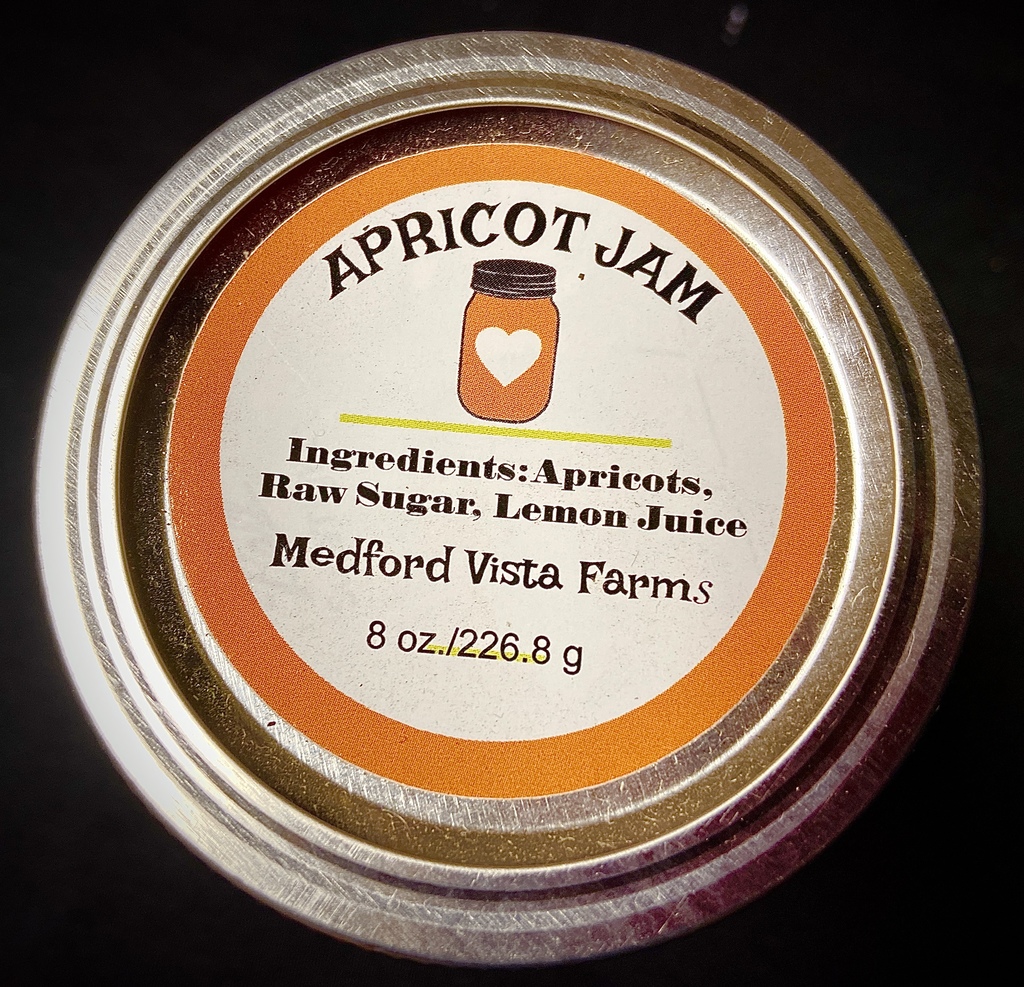 APRICOT JAM
Ingredients: Apricots,
Raw Sugar, Lemon Juice
Medford Vista Farms
8 oz./226.8 g